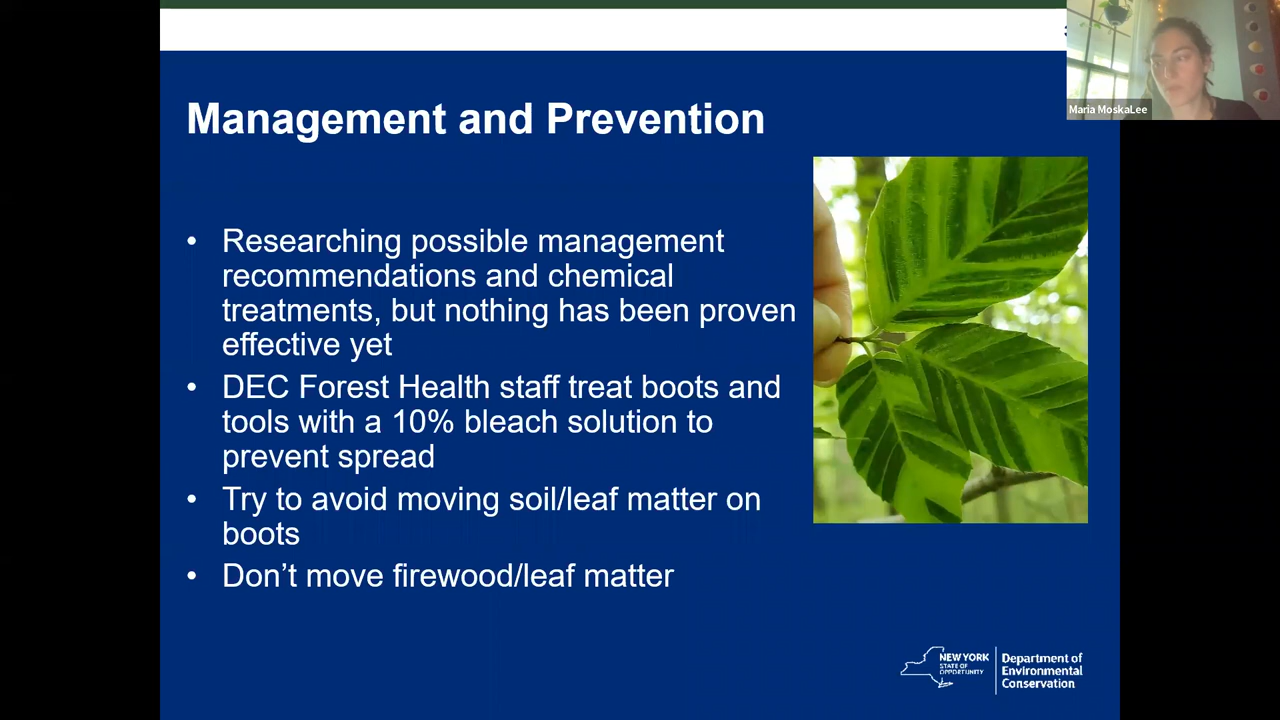 Maria MoskaLee
Management and Prevention
• Researching possible management
recommendations and chemical
treatments, but nothing has been proven
effective yet
• DEC Forest Health staff treat boots and
tools with a 10% bleach solution to
prevent spread
• Try to avoid moving soil/leaf matter on
boots
• Don’t move firewood/leaf matter
NEW YORK
STATE OF
OPPORTUNITY
Department of
Environmental
Conservation